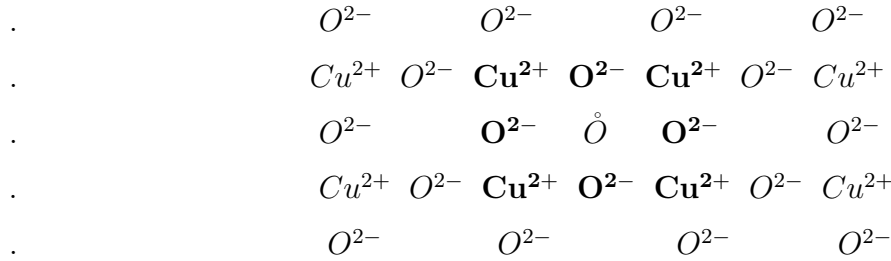 . O²⁻ O²⁻ O²⁻ O²⁻
. Cu²⁺ O²⁻ Cu²⁺ O²⁻ Cu²⁺ O²⁻ Cu²⁺
. O²⁻ O²⁻ O̊ O²⁻ O²⁻
. Cu²⁺ O²⁻ Cu²⁺ O²⁻ Cu²⁺ O²⁻ Cu²⁺
. O²⁻ O²⁻ O²⁻ O²⁻